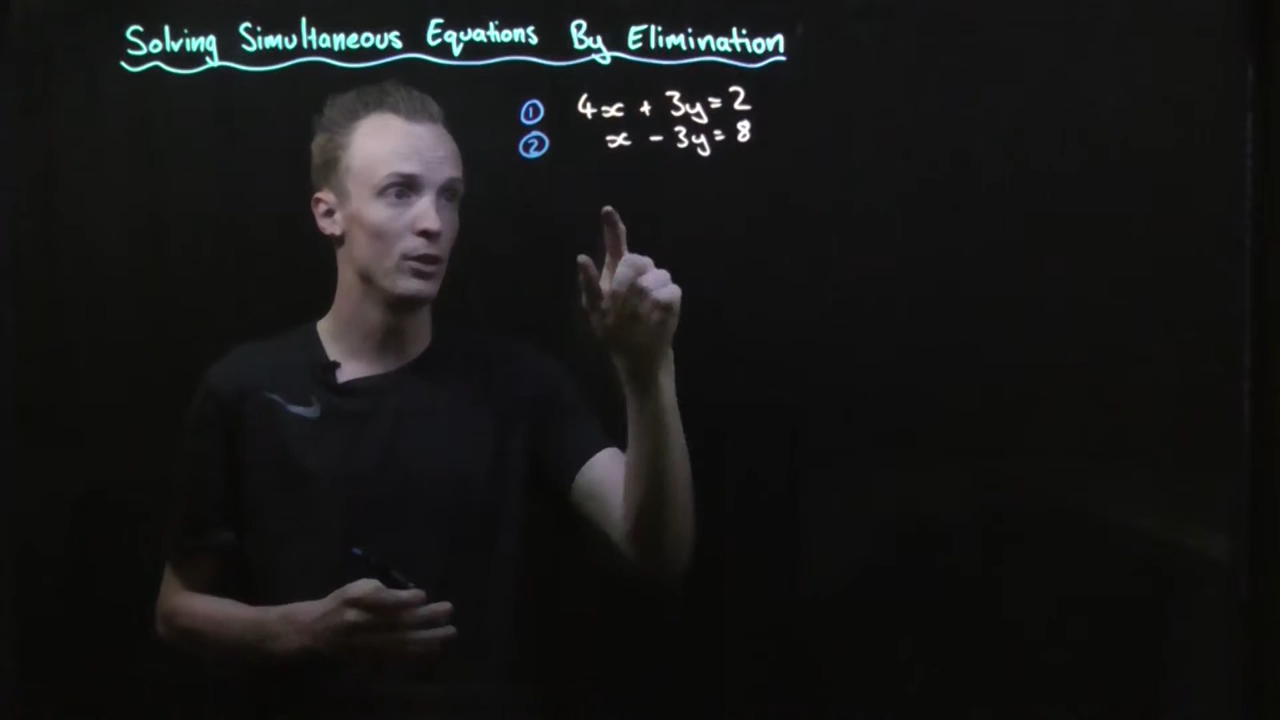 Solving Simultaneous Equations By Elimination
① 4x + 3y = 2
② x - 3y = 8